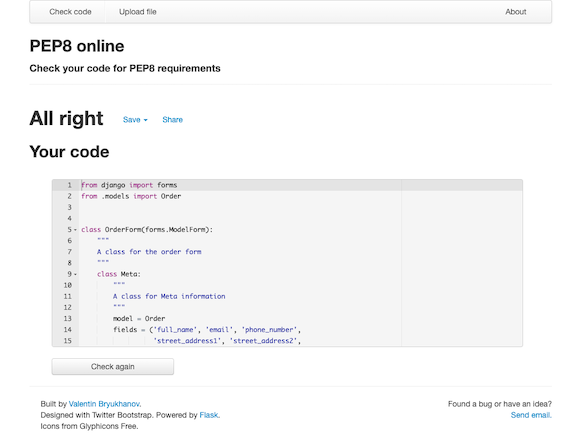 Check code Upload file About
PEP8 online
Check your code for PEP8 requirements
All right Save Share
Your code
1 from django import forms
2 from .models import Order
3
4
5 class OrderForm(forms.ModelForm):
6 """
7 A class for the order form
8 """
9 class Meta:
10 """
11 A class for Meta information
12 """
13 model = Order
14 fields = ('full_name', 'email', 'phone_number',
15 'street_address1', 'street_address2',
Check again
Built by Valentin Bryukhanov. Found a bug or have an idea?
Designed with Twitter Bootstrap. Powered by Flask. Send email.
Icons from Glyphicons Free.